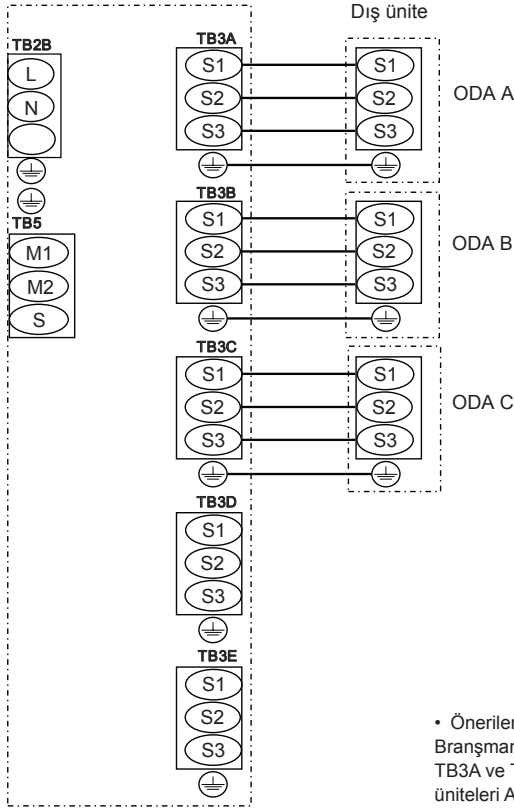 Dış ünite
TB2B
L
N
TB5
M1
M2
S
TB3A
S1
S2
S3
S1
S2
S3
ODA A
TB3B
S1
S2
S3
S1
S2
S3
ODA B
TB3C
S1
S2
S3
S1
S2
S3
ODA C
TB3D
S1
S2
S3
TB3E
S1
S2
S3
TB3A ve
üniteleri A